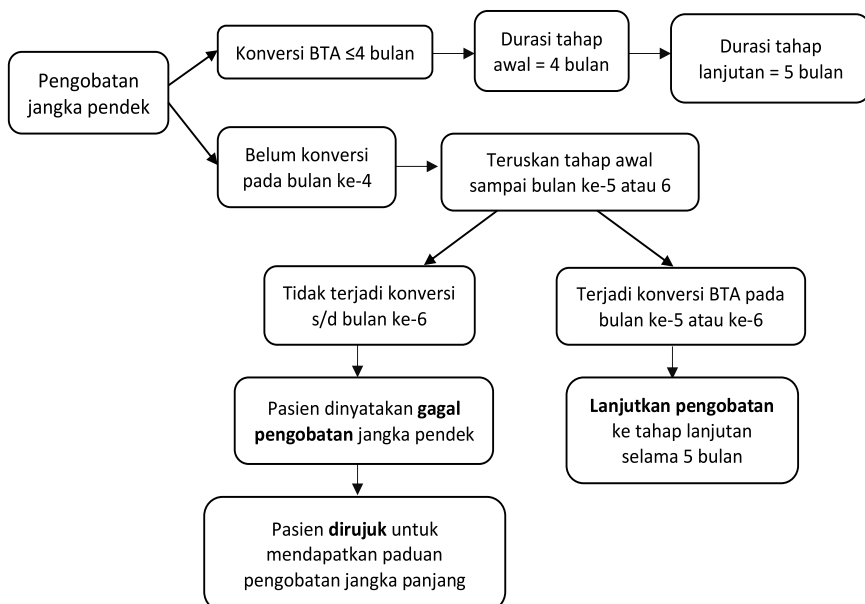 Pengobatan
jangka pendek
Konversi BTA ≤4 bulan
Durasi tahap
awal = 4 bulan
Durasi tahap
lanjutan = 5 bulan
Belum konversi
pada bulan ke-4
Teruskan tahap awal
sampai bulan ke-5 atau 6
Tidak terjadi konversi
s/d bulan ke-6
Terjadi konversi BTA pada
bulan ke-5 atau ke-6
Pasien dinyatakan gagal
pengobatan jangka pendek
Lanjutkan pengobatan
ke tahap lanjutan
selama 5 bulan
Pasien dirujuk untuk
mendapatkan paduan
pengobatan jangka panjang